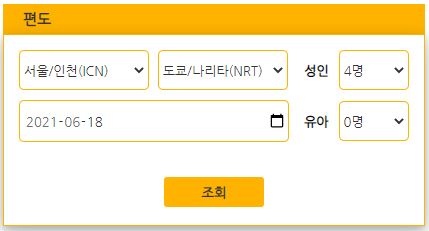 편도
서울/인천(ICN) 도쿄/나리타(NRT) 성인 4명
2021-06-18 유아 0명
조회